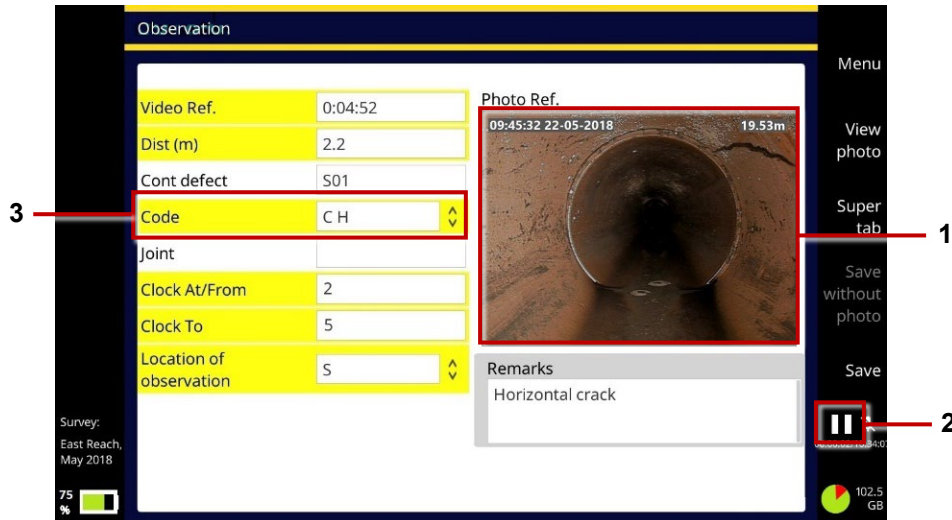 Observation
Menu
Video Ref.
0:04:52
Photo Ref.
09:45:32 22-05-2018
19.53m
Dist (m)
2.2
View
photo
Cont defect
S01
3
Code
C H
Super
tab
1
Joint
Clock At/From
2
Save
without
photo
Clock To
5
Location of
observation
S
Remarks
Horizontal crack
Save
2
Survey:
East Reach,
May 2018
75
%
102.5
GB